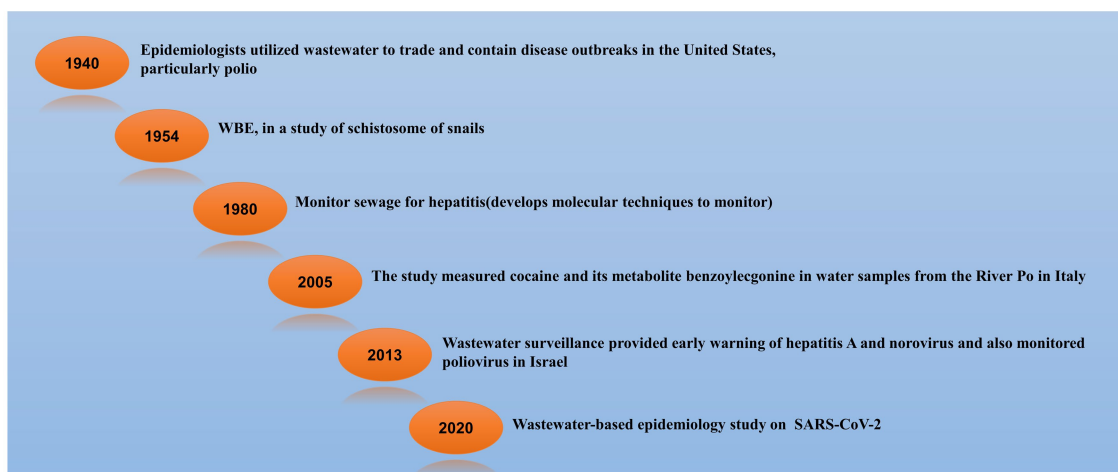 1940
Epidemiologists utilized wastewater to trade and contain disease outbreaks in the United States,
particularly polio
1954
WBE, in a study of schistosome of snails
1980
Monitor sewage for hepatitis(develops molecular techniques to monitor)
2005
The study measured cocaine and its metabolite benzoylecgonine in water samples from the River Po in Italy
2013
Wastewater surveillance provided early warning of hepatitis A and norovirus and also monitored
poliovirus in Israel
2020
Wastewater-based epidemiology study on SARS-CoV-2